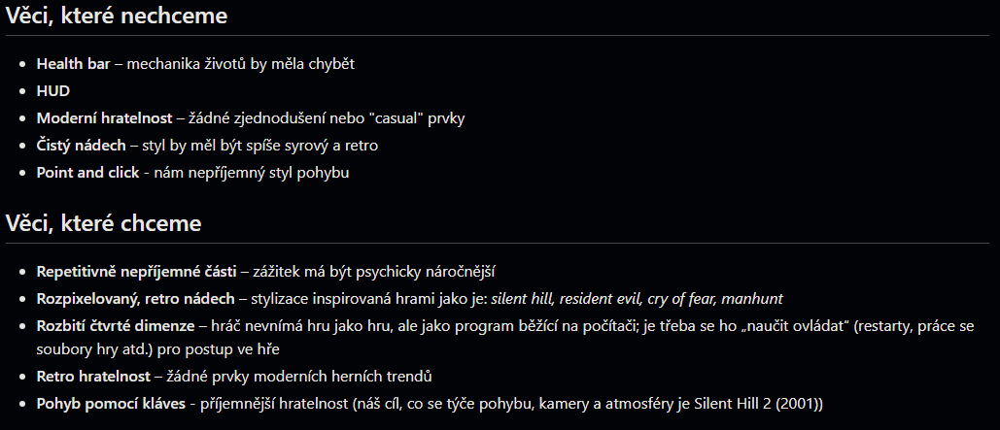 Věci, které nechceme
Health bar – mechanika životů by měla chybět
HUD
Moderní hratelnost – žádné zjednodušení nebo "casual" prvky
Čistý nádech – styl by měl být spíše syrový a retro
Point and click - nám nepříjemný styl pohybu
Věci, které chceme
Repetitivně nepříjemné části – zážitek má být psychicky náročnější
Rozpixelovaný, retro nádech – stylizace inspirovaná hrami jako je: silent hill, resident evil, cry of fear, manhunt
Rozbití čtvrté dimenze – hráč nevnímá hru jako hru, ale jako program běžící na počítači; je třeba se ho „naučit ovládat“ (restarty, práce se
soubory hry atd.) pro postup ve hře
Retro hratelnost – žádné prvky moderních herních trendů
Pohyb pomocí kláves - příjemnější hratelnost (náš cíl, co se týče pohybu, kamery a atmosféry je Silent Hill 2 (2001))